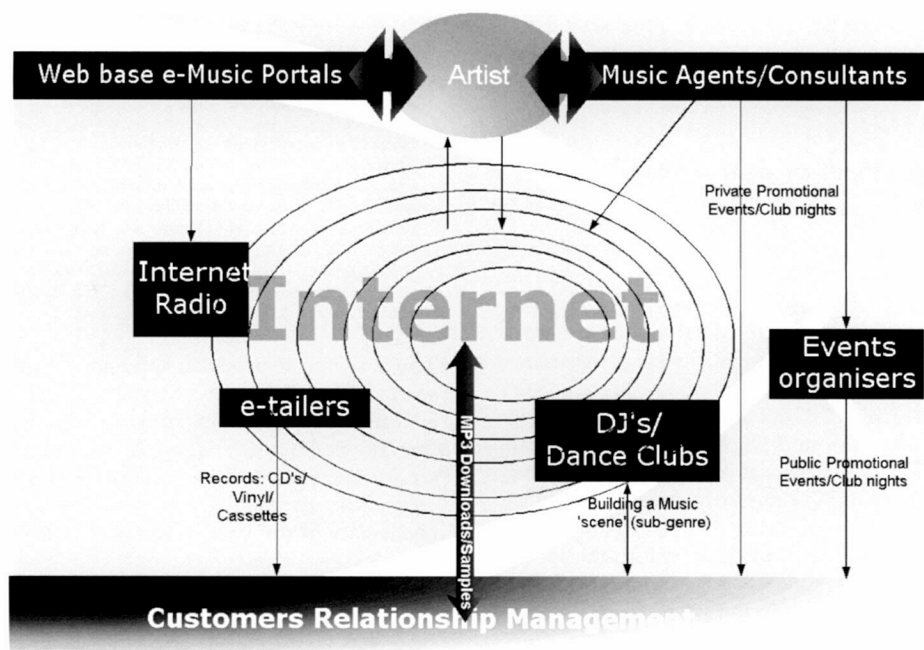 Web base e-Music Portals
Artist
Music Agents/Consultants
Private Promotional
Events/Club nights
Internet
Radio
Internet
Events
organisers
e-tailers
DJ's/
Dance Clubs
MP3 Downloads/Samples
Records: CD's/
Vinyl/
Cassettes
Building a Music
'scene' (sub-genre)
Public Promotional
Events/Club nights
Customers Relationship Management